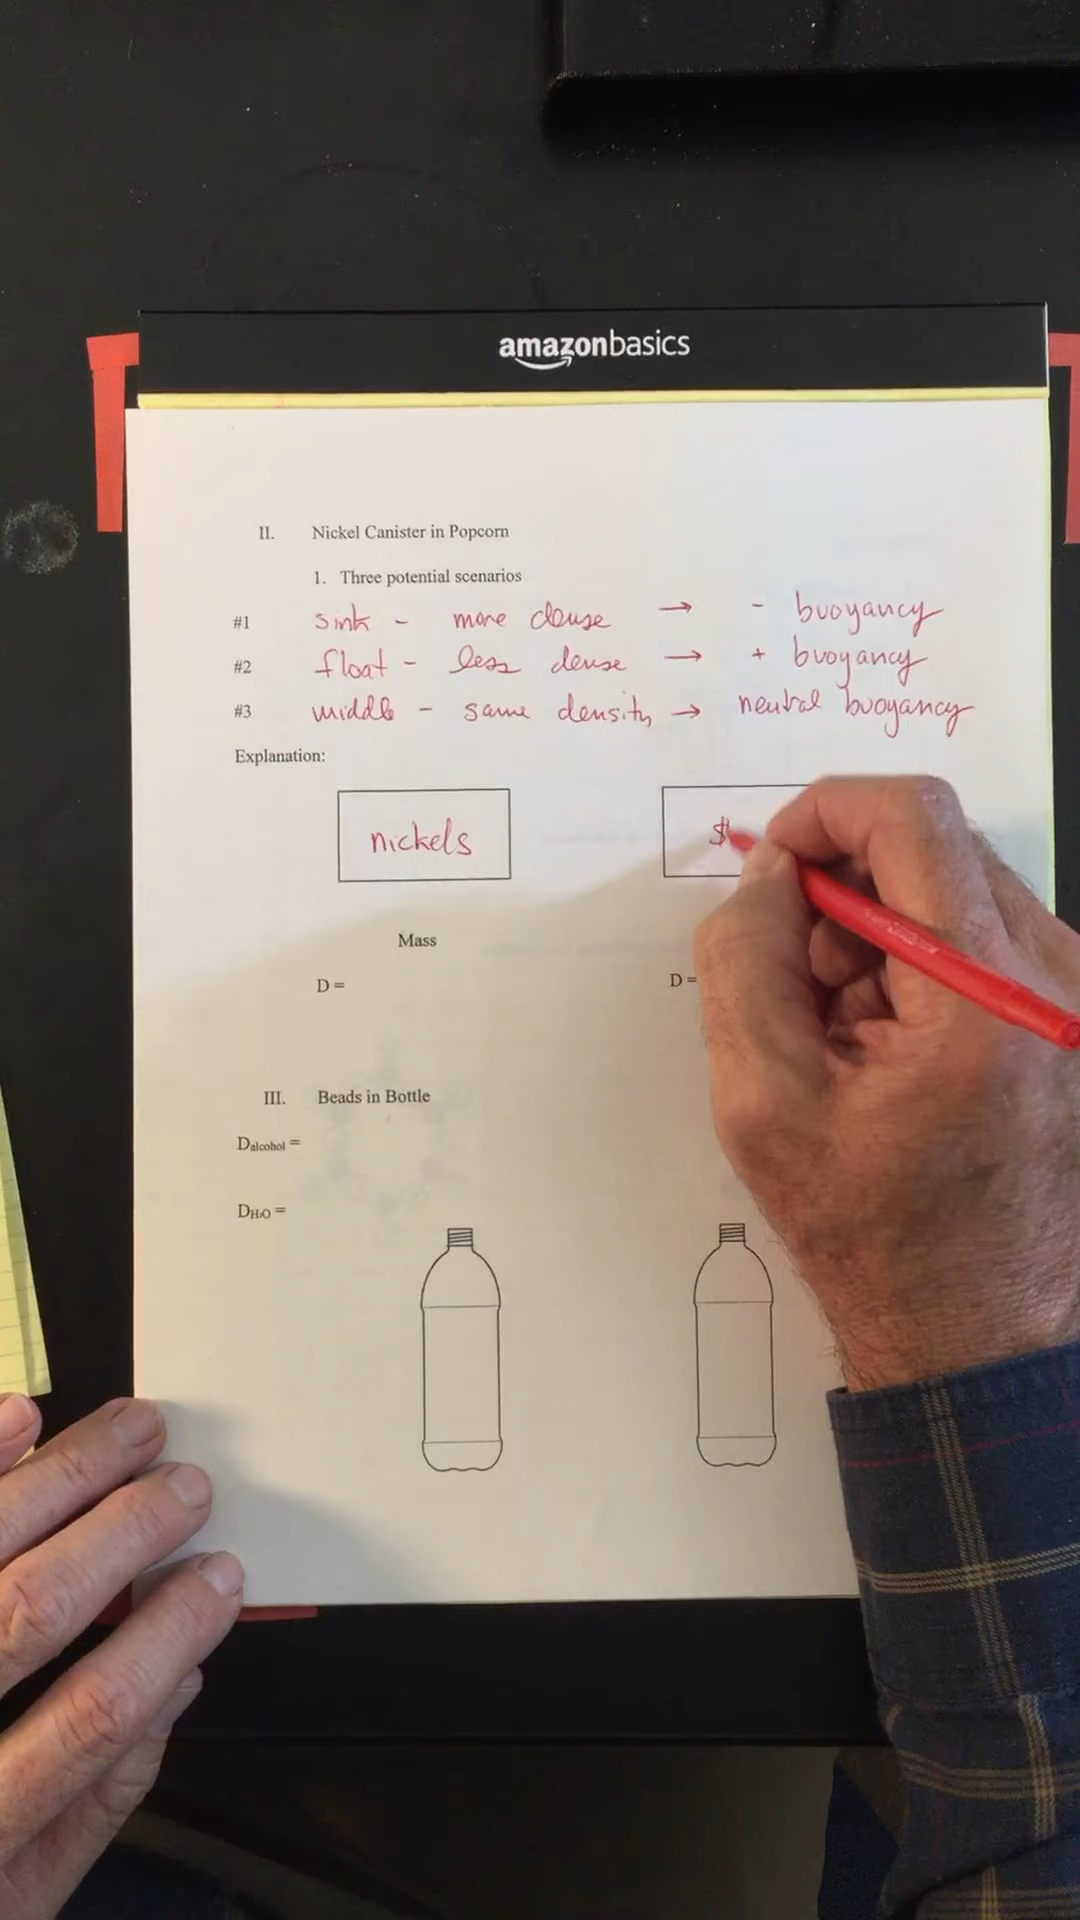 amazonbasics
II. Nickel Canister in Popcorn
1. Three potential scenarios
#1 sink - more dense → - buoyancy
#2 float - less dense → + buoyancy
#3 middle - same density → neutral buoyancy
Explanation:
nickels $
Mass
D = D =
III. Beads in Bottle
Dalcohol =
DH₂O =